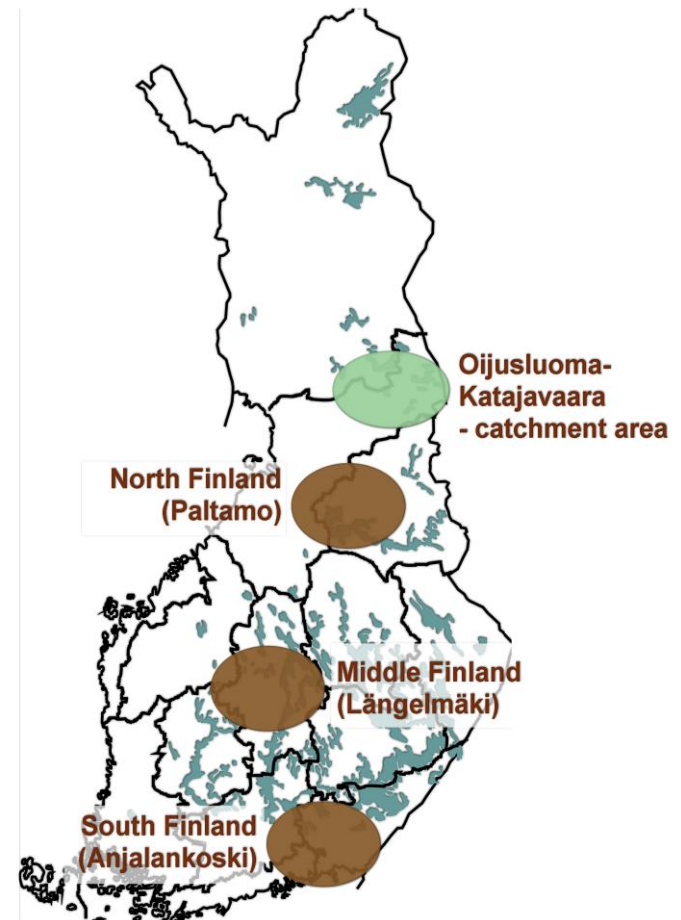 Oijusluoma-
Katajavaara
- catchment area
North Finland
(Paltamo)
Middle Finland
(Längelmäki)
South Finland
(Anjalankoski)